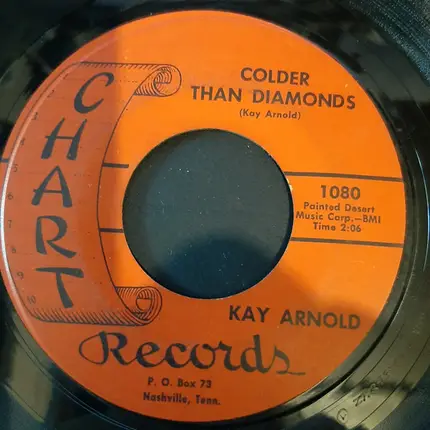 COLDER
THAN DIAMONDS
(Kay Arnold)
CHART
1080
Painted Desert
Music Corp.—BMI
Time 2:06
KAY ARNOLD
Records
P. O. Box 73
Nashville, Tenn.